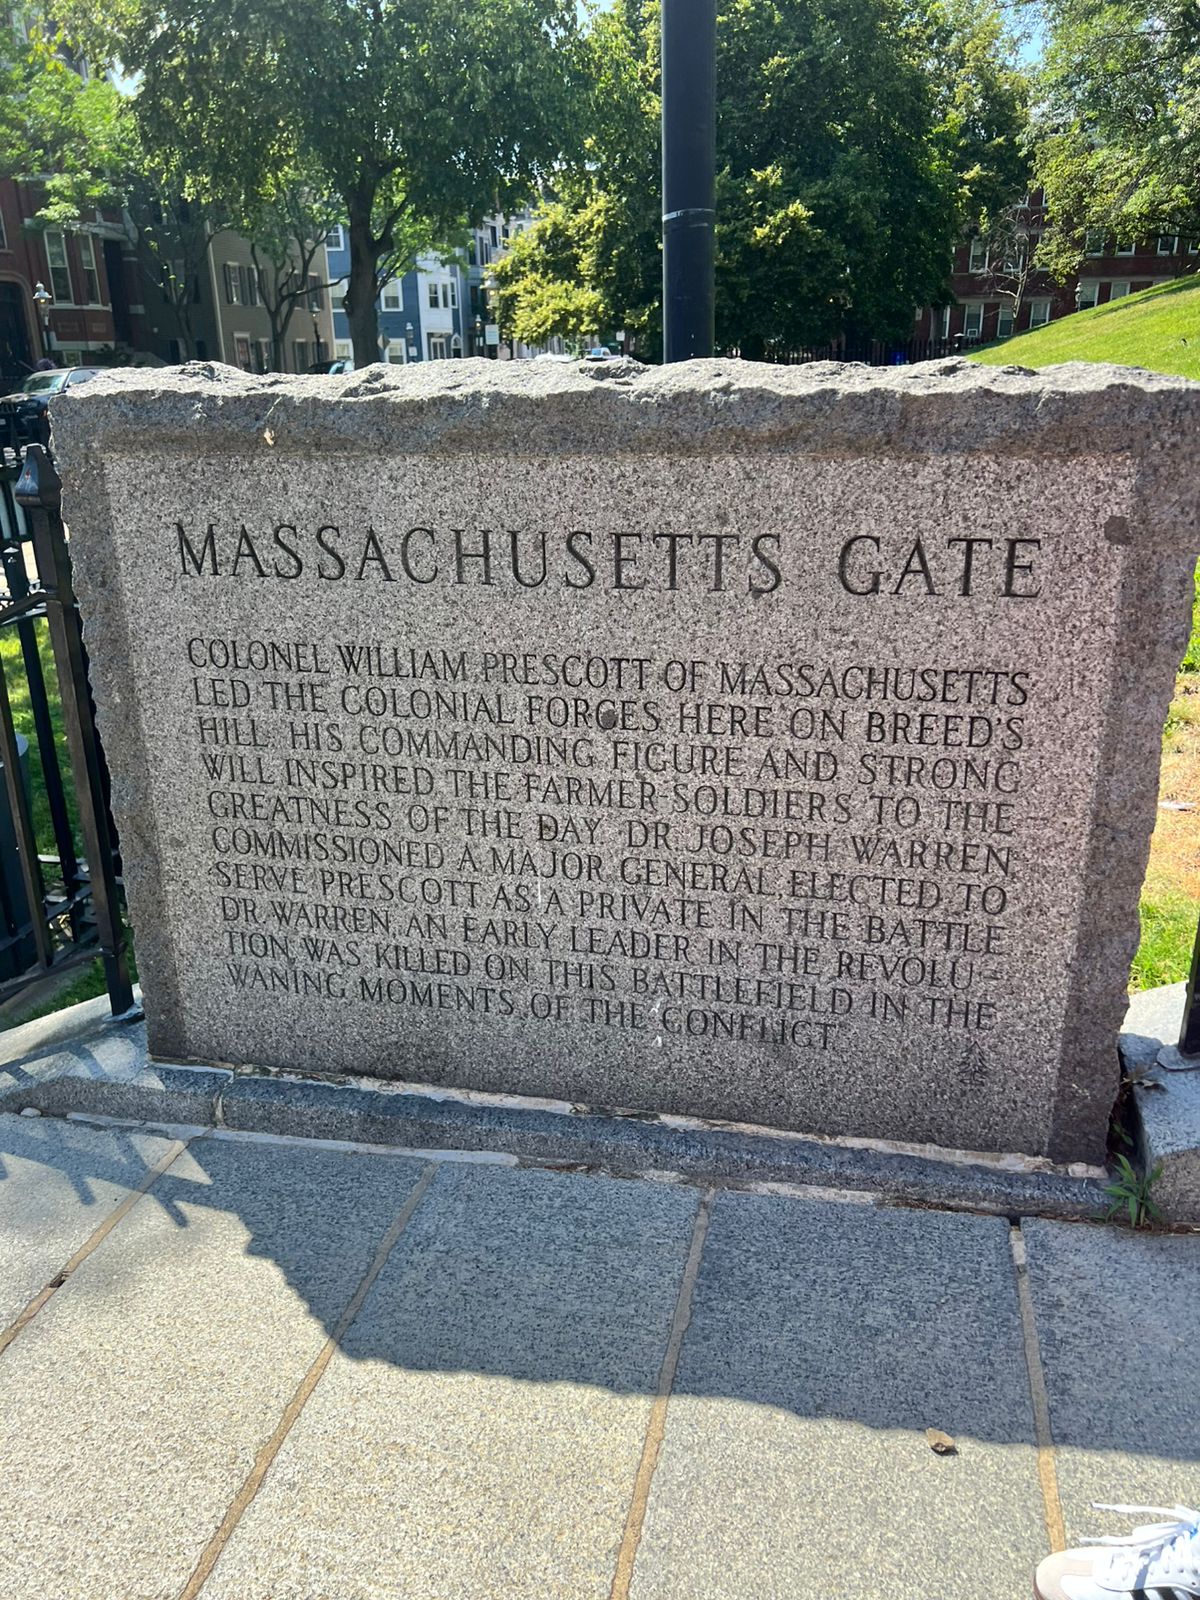 MASSACHUSETTS GATE
COLONEL WILLIAM PRESCOTT OF MASSACHUSETTS
LED THE COLONIAL FORCES HERE ON BREED'S
HILL. HIS COMMANDING FIGURE AND STRONG
WILL INSPIRED THE FARMER-SOLDIERS TO THE
GREATNESS OF THE DAY. DR. JOSEPH WARREN,
COMMISSIONED A MAJOR GENERAL, ELECTED TO
SERVE PRESCOTT AS A PRIVATE IN THE BATTLE.
DR. WARREN, AN EARLY LEADER IN THE REVOLU-
TION, WAS KILLED ON THIS BATTLEFIELD IN THE
WANING MOMENTS OF THE CONFLICT.